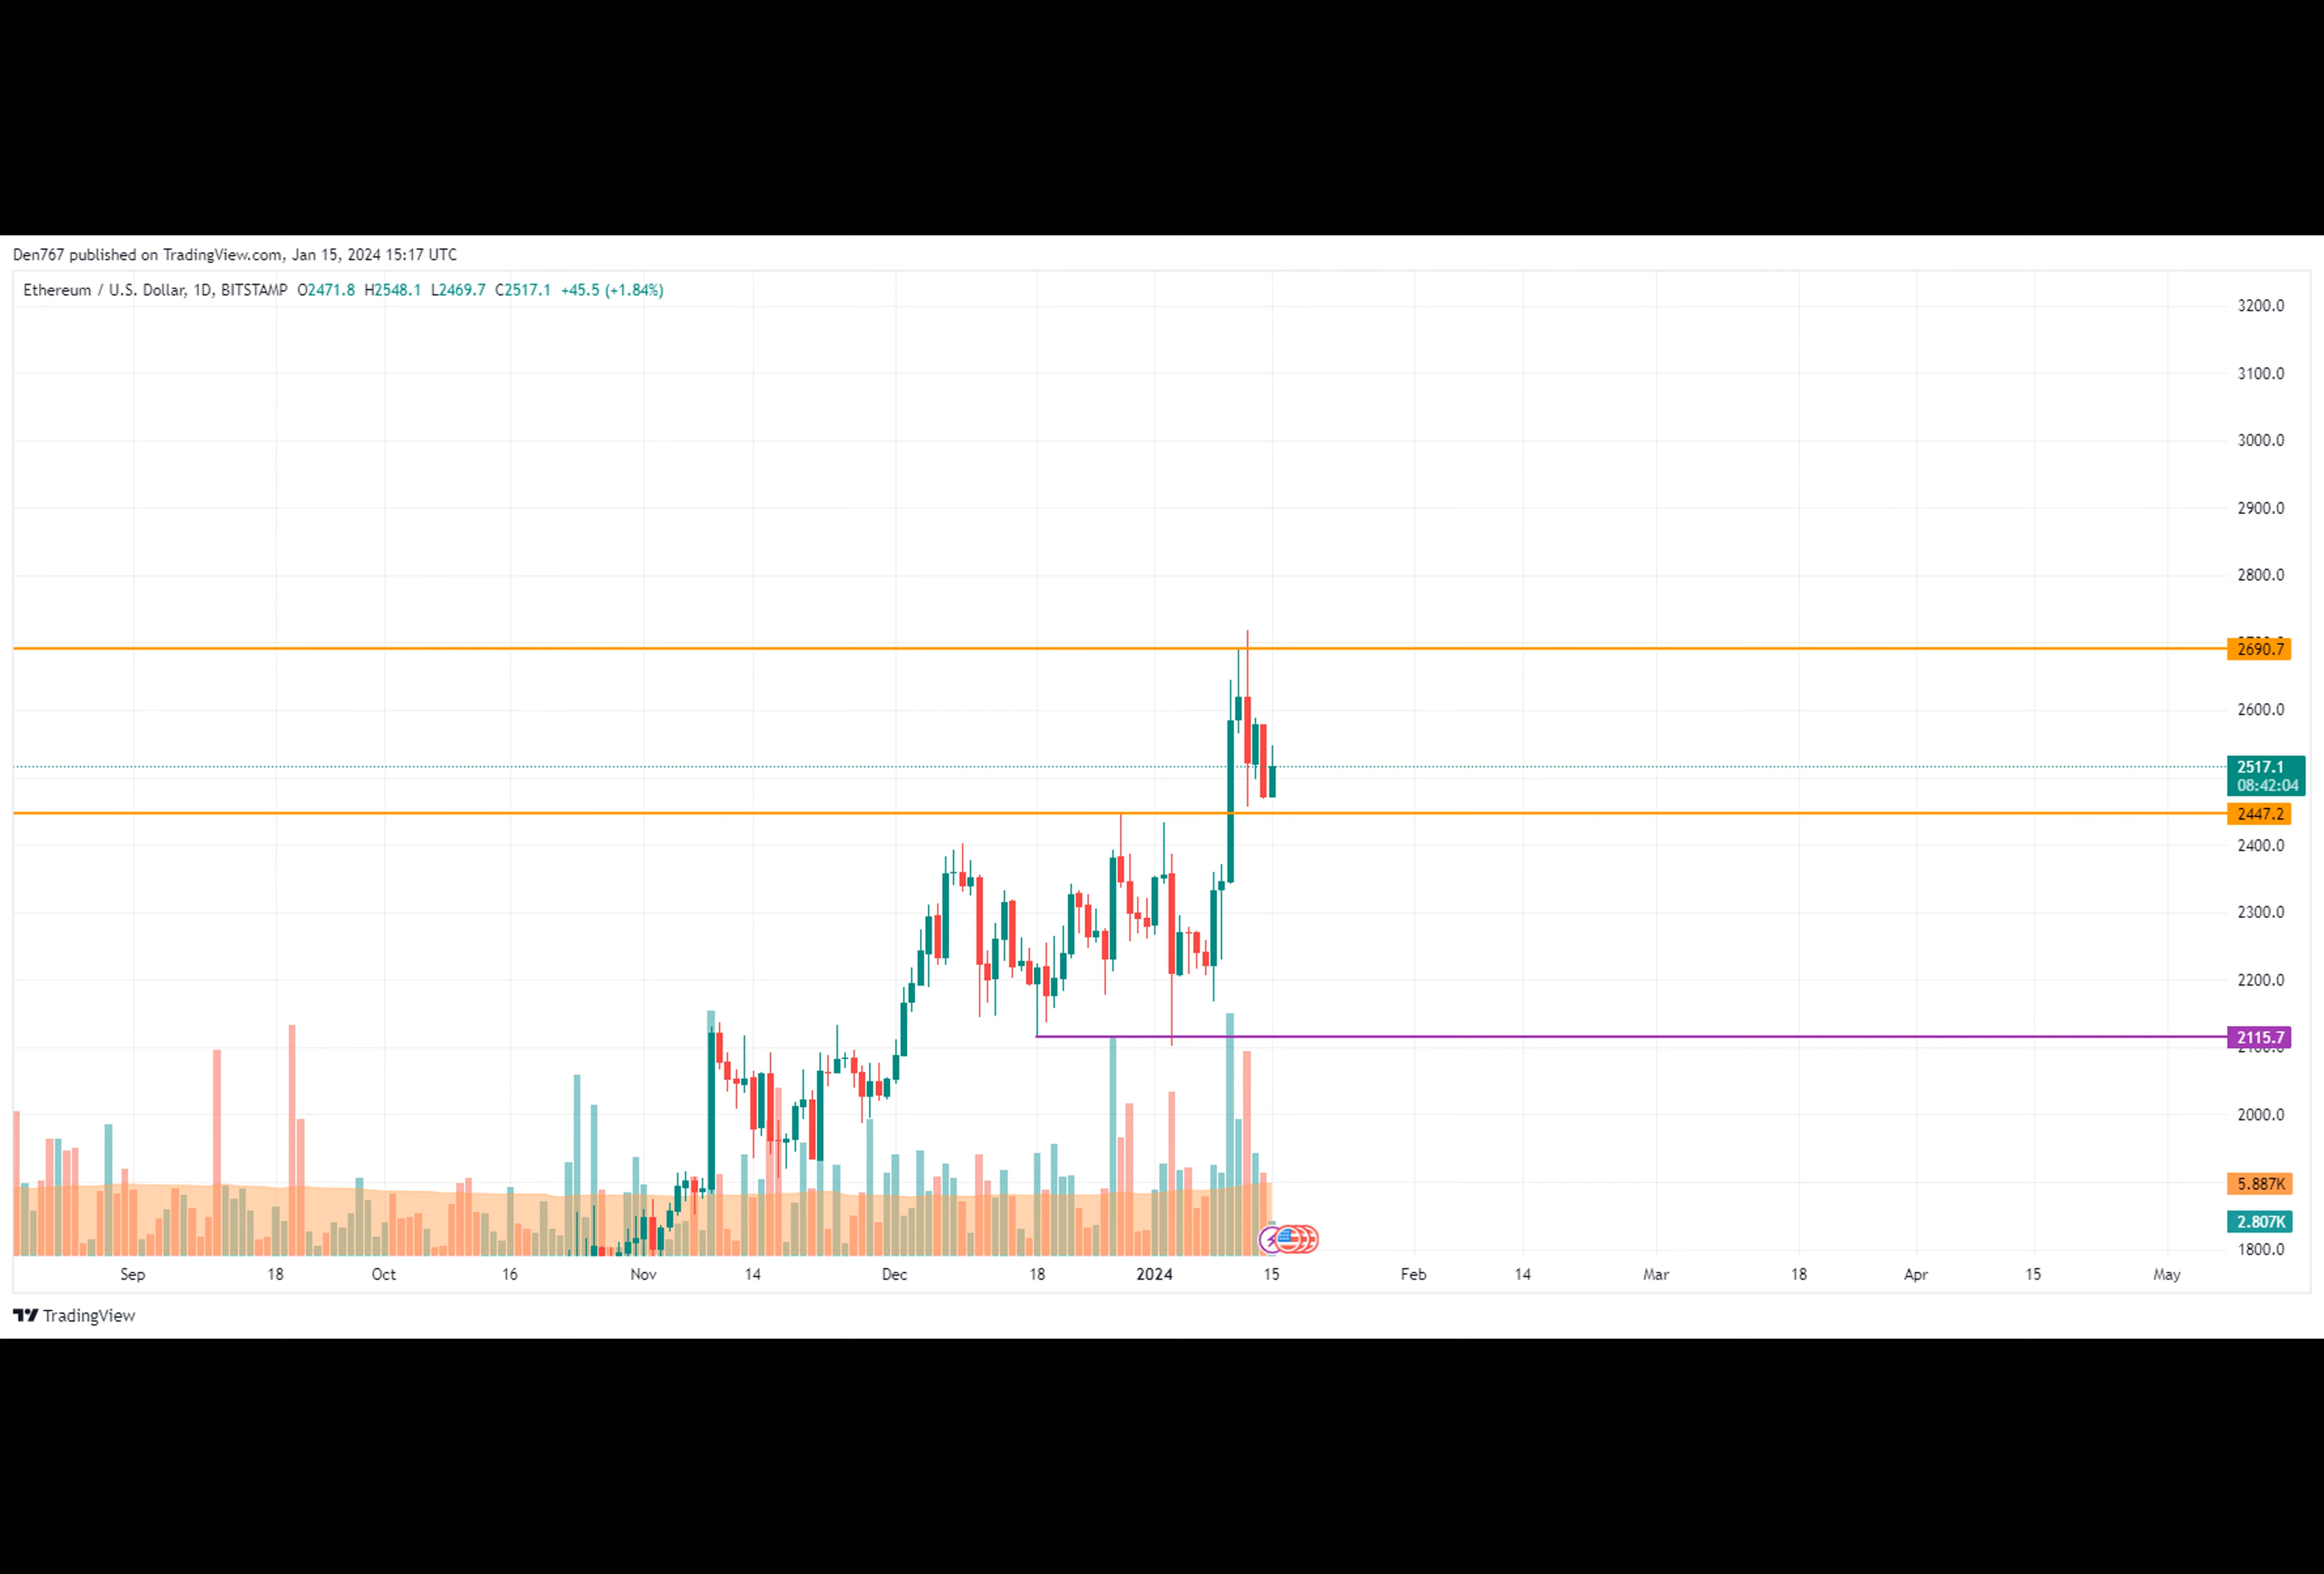 Den767 published on TradingView.com, Jan 15, 2024 15:17 UTC
Ethereum / U.S. Dollar, 1D, BITSTAMP O2471.8 H2548.1 L2469.7 C2517.1 +45.5 (+1.84%)
3200.0
3100.0
3000.0
2900.0
2800.0
2690.7
2600.0
2517.1
08:42:04
2447.2
2400.0
2300.0
2200.0
2115.7
2000.0
5.887K
2.807K
1800.0
Sep 18 Oct 16 Nov 14 Dec 18 2024 15 Feb 14 Mar 18 Apr 15 May
TradingView